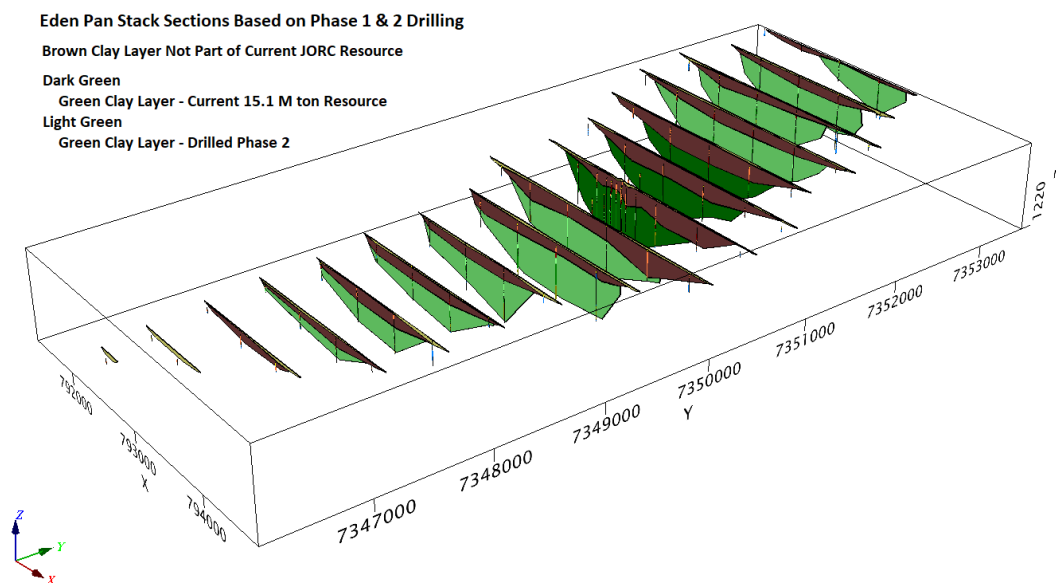 Eden Pan Stack Sections Based on Phase 1 & 2 Drilling
Brown Clay Layer Not Part of Current JORC Resource
Dark Green
Green Clay Layer - Current 15.1 M ton Resource
Light Green
Green Clay Layer - Drilled Phase 2
1220
7353000
7352000
7351000
7350000
Y
7349000
7348000
7347000
792000
793000
X
794000
Z
Y
X